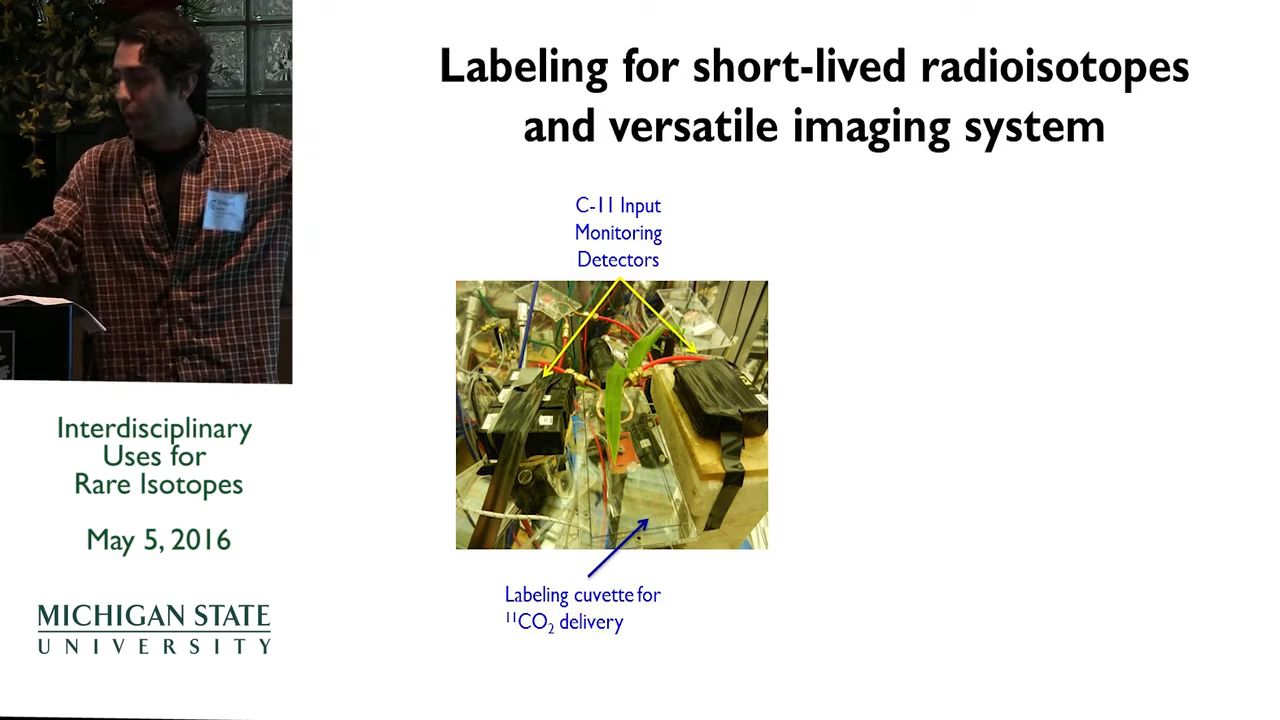 Labeling for short-lived radioisotopes
and versatile imaging system
C-11 Input
Monitoring
Detectors
Labeling cuvette for
¹¹CO₂ delivery
Interdisciplinary
Uses for
Rare Isotopes
May 5, 2016
MICHIGAN STATE
UNIVERSITY